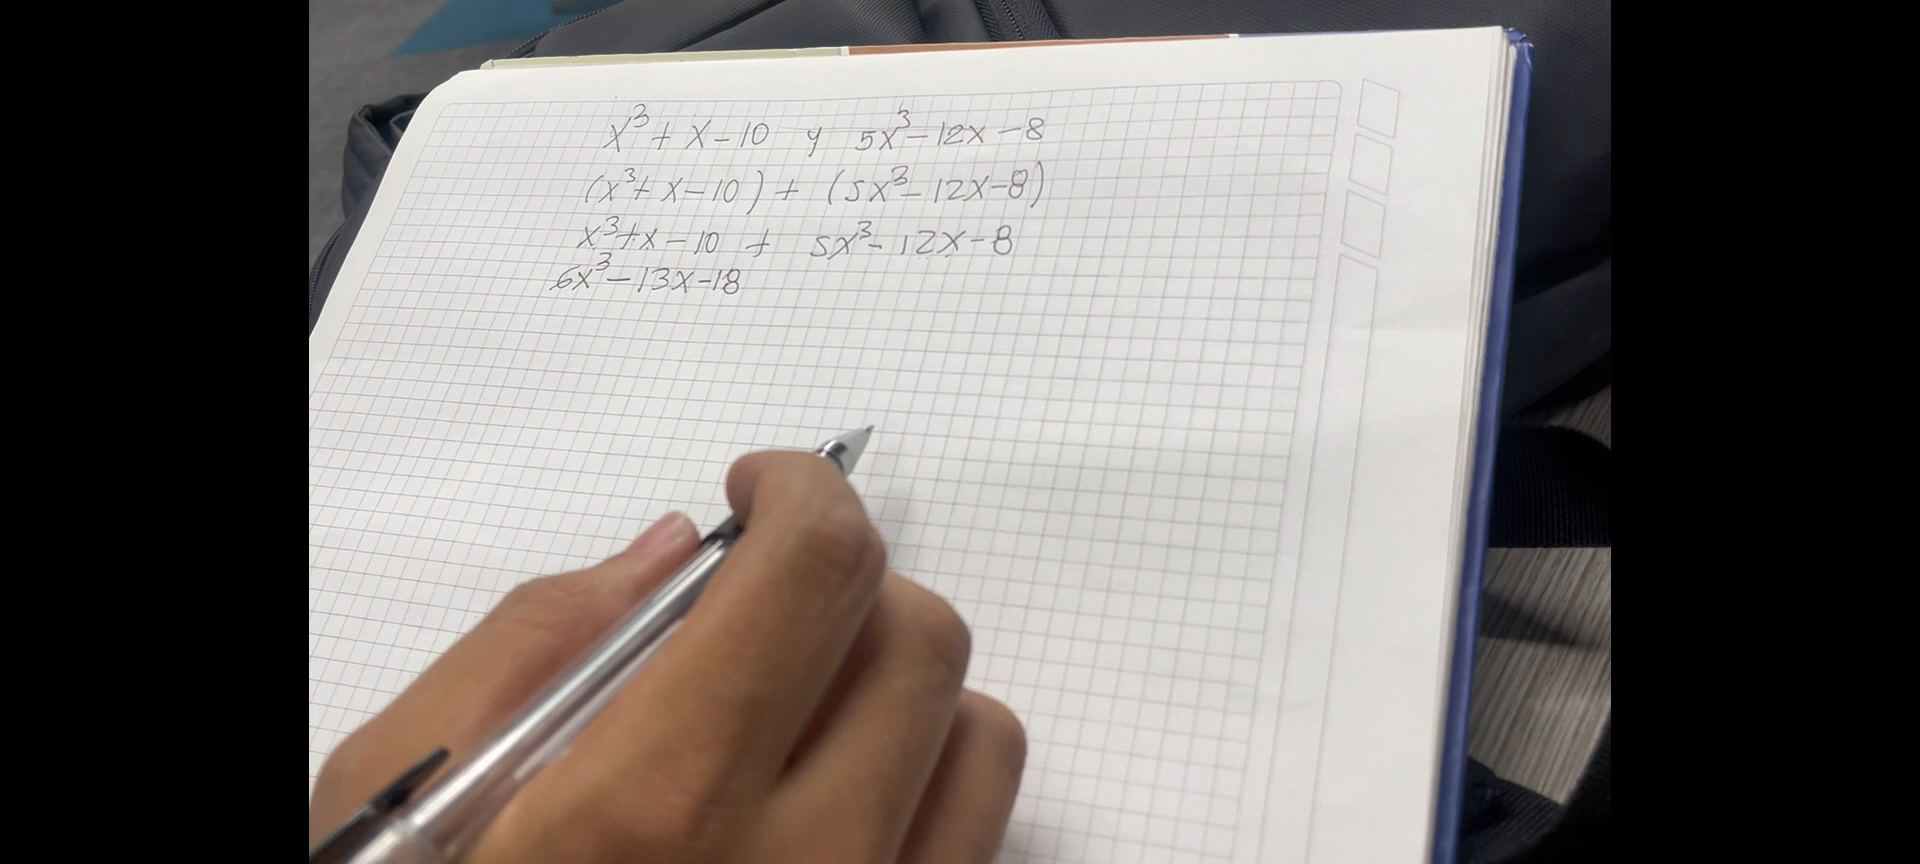 x³ + x - 10 y 5x³ - 12x - 8
(x³ + x - 10) + (5x³ - 12x - 8)
x³ + x - 10 + 5x³ - 12x - 8
6x³ - 13x - 18